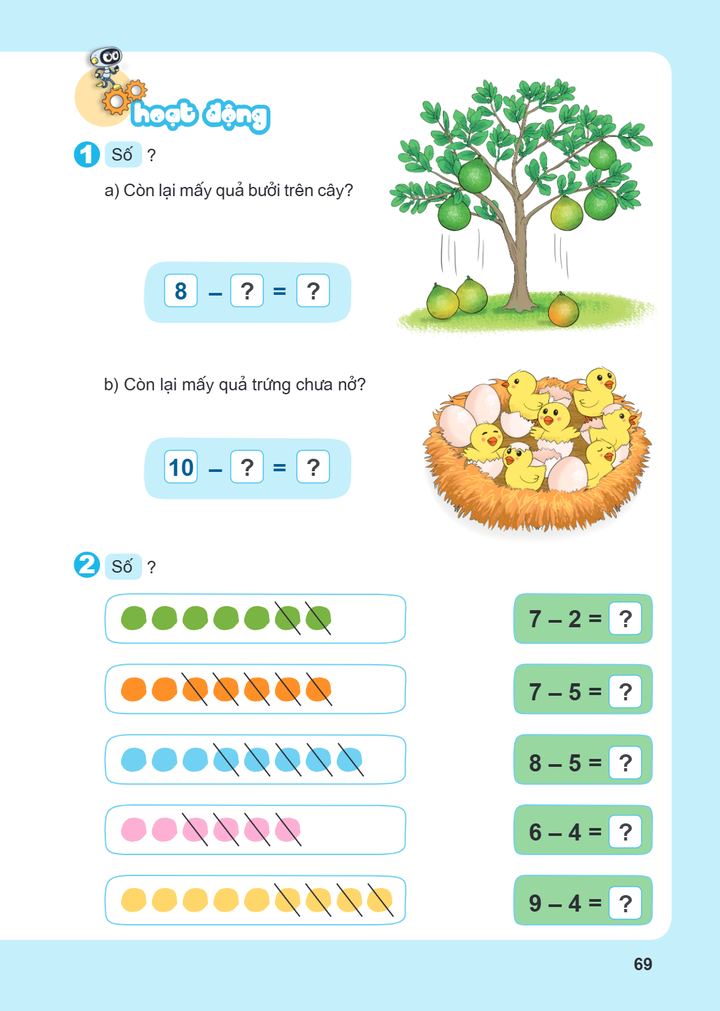 hoạt động
1 Số ?
a) Còn lại mấy quả bưởi trên cây?
8 – ? = ?
b) Còn lại mấy quả trứng chưa nở?
10 – ? = ?
2 Số ?
7 – 2 = ?
7 – 5 = ?
8 – 5 = ?
6 – 4 = ?
9 – 4 = ?
69